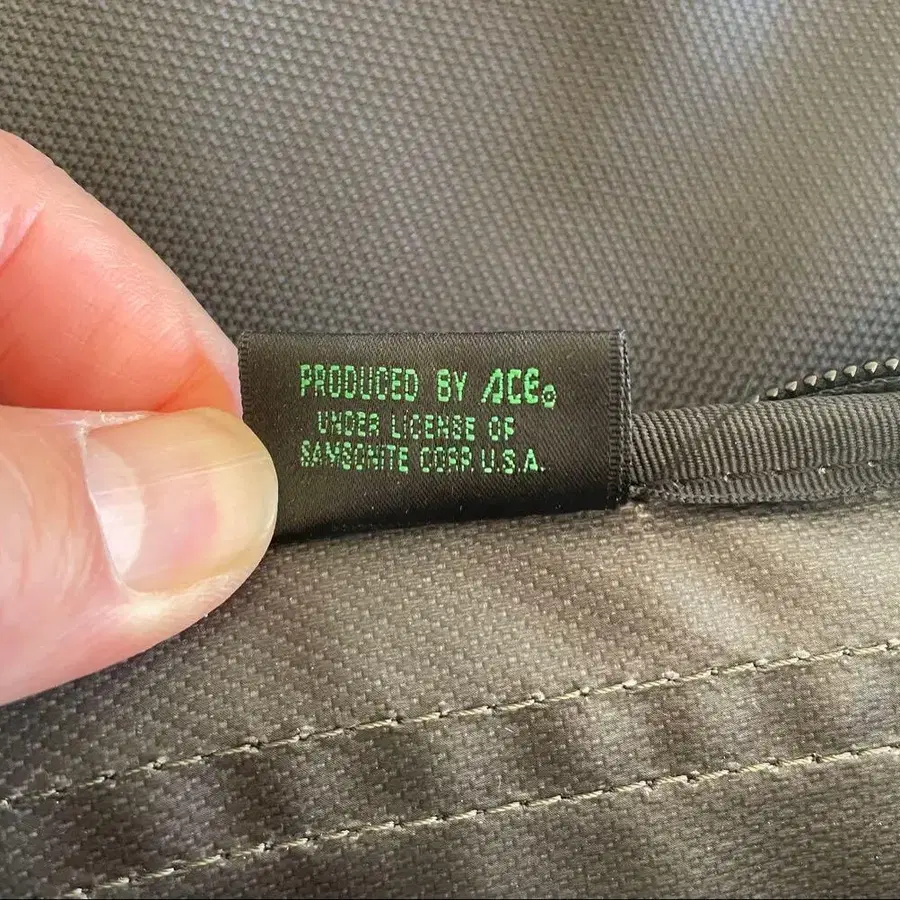 PRODUCED BY ACE®
UNDER LICENSE OF
SAMSONITE CORP. U.S.A.